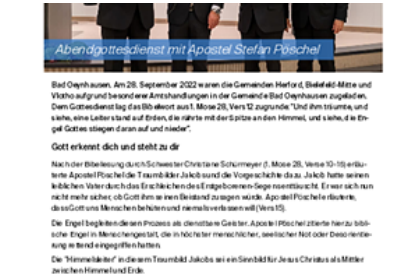 Abendgottesdienst mit Apostel Stefan Pöschel
Bad Oeynhausen. Am 28. September 2022 waren die Gemeinden Herford, Bielefeld-Mitte und
Vlotho aufgrund besonderer Amtshandlungen in der Gemeinde Bad Oeynhausen zugeladen.
Dem Gottesdienst lag das Bibelwort aus 1. Mose 28, Vers 12 zugrunde: "Und ihm träumte, und
siehe, eine Leiter stand auf Erden, die rührte mit der Spitze an den Himmel, und siehe, die En-
gel Gottes stiegen daran auf und nieder".
Gott erkennt dich und steht zu dir
Nach der Bibellesung durch Schwester Christiane Schürmeyer (1. Mose 28, Verse 10-16) erläu-
terte Apostel Pöschel die Traumbilder Jakobs und die Vorgeschichte dazu. Jakob hatte seinen
leiblichen Vater durch das Erschleichen des Erstgeborenen-Segens enttäuscht. Er war sich nun
nicht mehr sicher, ob Gott ihm seinen Beistand zusagen würde. Apostel Pöschel erläuterte,
dass Gott uns Menschen behüten und niemals verlassen will (Vers 15).
Die Engel begleiten diesen Prozess als dienstbare Geister. Apostel Pöschel zitierte hierzu bibli-
sche Engel in Menschengestalt, die in höchster menschlicher, seelischer Not oder Desorientie-
rung rettend eingegriffen hatten.
Die "Himmelsleiter" in diesem Traumbild Jakobs sei ein Sinnbild für Jesus Christus als Mittler
zwischen Himmel und Erde.